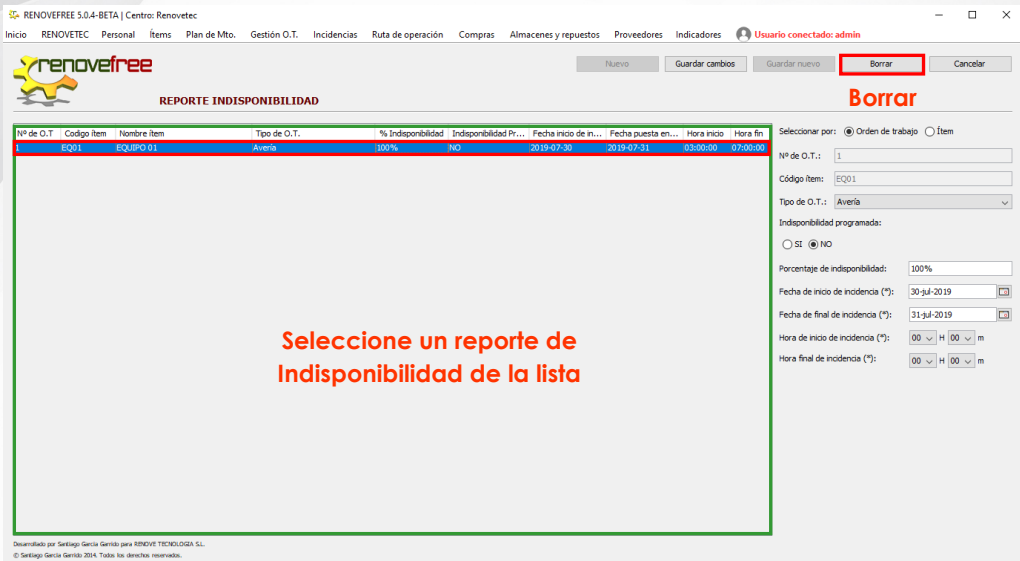 RENOVEFREE 5.0.4-BETA | Centro: Renovetec
Inicio RENOVETEC Personal Ítems Plan de Mto. Gestión O.T. Incidencias Ruta de operación Compras Almacenes y repuestos Proveedores Indicadores Usuario conectado: admin
renovefree
Nuevo Guardar cambios Guardar nuevo Borrar Cancelar
Borrar
REPORTE INDISPONIBILIDAD
Nº de O.T Codigo ítem Nombre ítem Tipo de O.T. % Indisponibilidad Indisponibilidad Pr... Fecha inicio de in... Fecha puesta en... Hora inicio Hora fin
1 EQ01 EQUIPO 01 Avería 100% NO 2019-07-30 2019-07-31 03:00:00 07:00:00
Seleccionar por: Orden de trabajo Ítem
Nº de O.T.: 1
Código ítem: EQ01
Tipo de O.T.: Avería
Indisponibilidad programada:
SI NO
Porcentaje de indisponibilidad: 100%
Fecha de inicio de incidencia (*): 30-jul-2019
Fecha de final de incidencia (*): 31-jul-2019
Hora de inicio de incidencia (*): 00 H 00 m
Hora final de incidencia (*): 00 H 00 m
Seleccione un reporte de
Indisponibilidad de la lista
Desarrollado por Santiago García Garrido para RENOVE TECNOLOGÍA S.L.
© Santiago García Garrido 2014. Todos los derechos reservados.